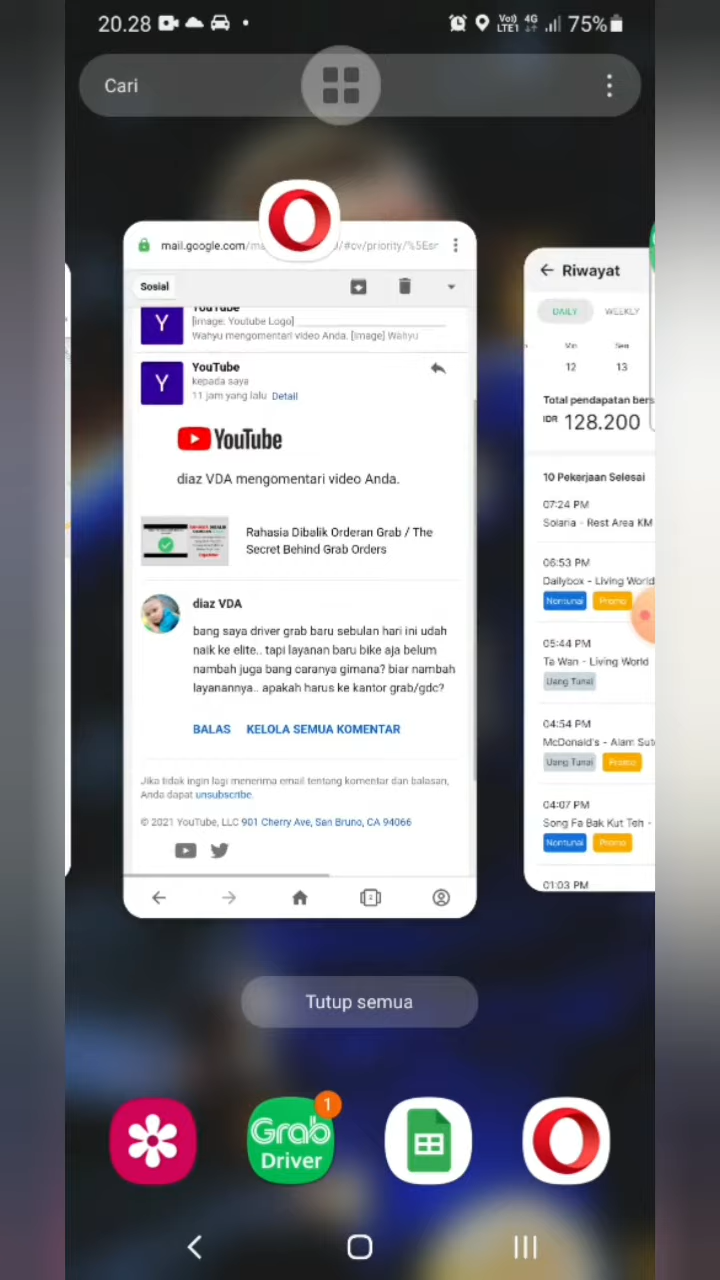 20.28
Vo)) LTE1 4G 75%
Cari
mail.google.com/
Riwayat
Sosial
DAILY WEEKLY
YouTube
[image: Youtube Logo]
Wahyu mengomentari video Anda. [Image] Wahyu
Y
Min Sen
12 13
YouTube
kepada saya
11 jam yang lalu Detail
Y
Total pendapatan bers
IDR 128.200
YouTube
diaz VDA mengomentari video Anda.
10 Pekerjaan Selesai
07:24 PM
Solaria - Rest Area KM
Rahasia Dibalik Orderan Grab / The
Secret Behind Grab Orders
06:53 PM
Dailybox - Living World
Nontunai Promo
diaz VDA
bang saya driver grab baru sebulan hari ini udah
naik ke elite.. tapi layanan baru bike aja belum
nambah juga bang caranya gimana? biar nambah
layanannya.. apakah harus ke kantor grab/gdc?
05:44 PM
Ta Wan - Living World
Uang Tunai
BALAS KELOLA SEMUA KOMENTAR
04:54 PM
McDonald's - Alam Sut
Uang Tunai Promo
Jika tidak ingin lagi menerima email tentang komentar dan balasan,
Anda dapat unsubscribe.
04:07 PM
Song Fa Bak Kut Teh -
Nontunai Promo
© 2021 YouTube, LLC 901 Cherry Ave, San Bruno, CA 94066
01:03 PM
Tutup semua
1
Grab
Driver